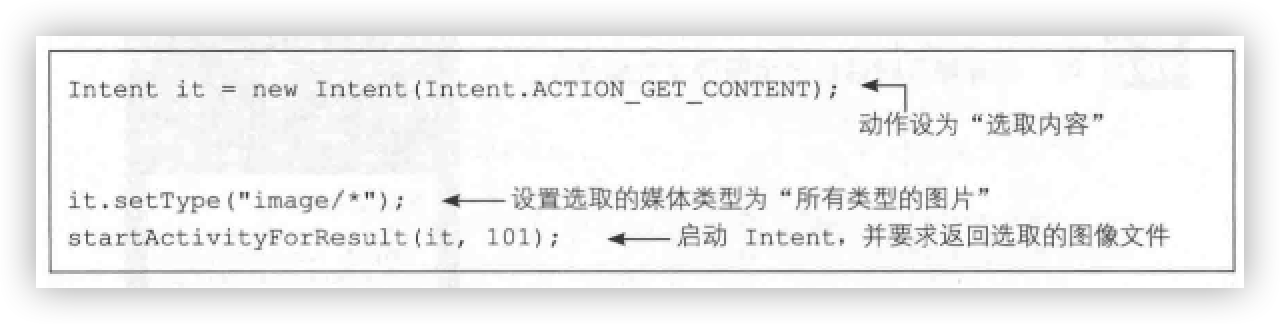 Intent it = new Intent(Intent.ACTION_GET_CONTENT);
动作设为“选取内容”
it.setType("image/*"); 设置选取的媒体类型为“所有类型的图片”
startActivityForResult(it, 101); 启动 Intent，并要求返回选取的图像文件